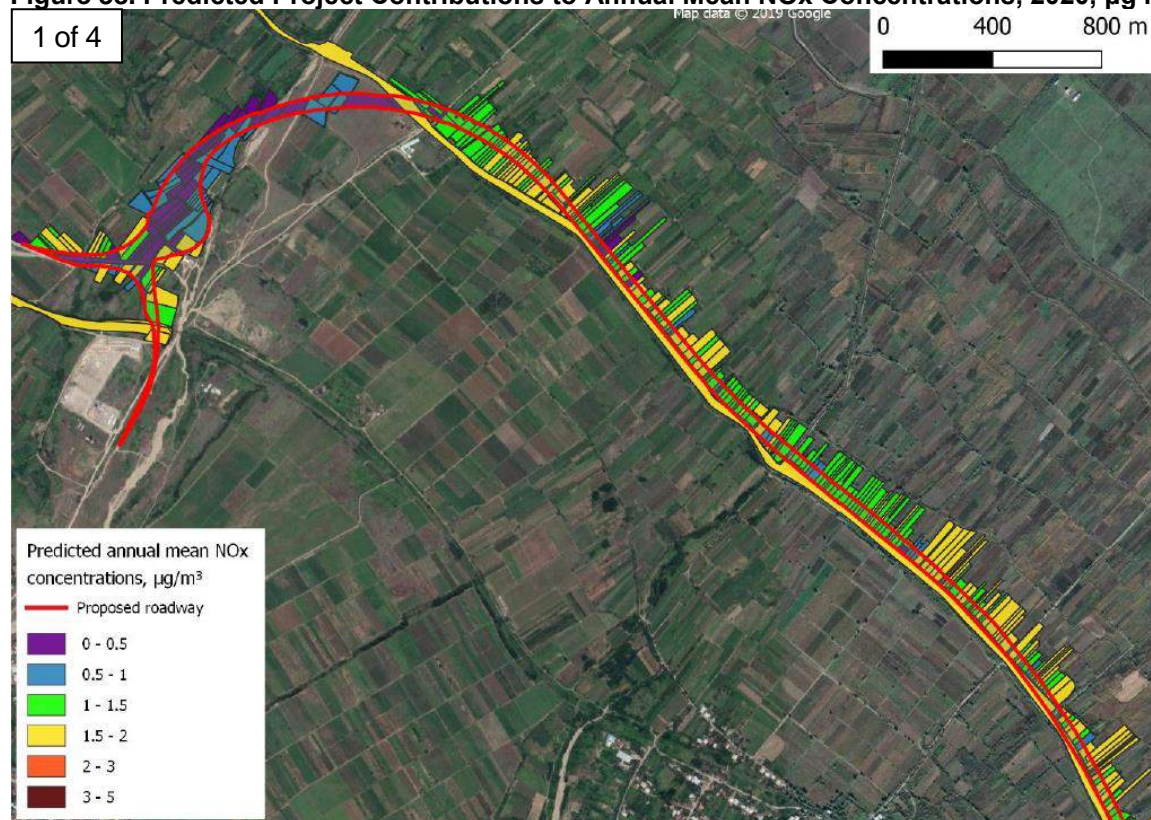 1 of 4
Map data © 2019 Google
0 400 800 m
Predicted annual mean NOx
concentrations, µg/m³
Proposed roadway
0 - 0.5
0.5 - 1
1 - 1.5
1.5 - 2
2 - 3
3 - 5